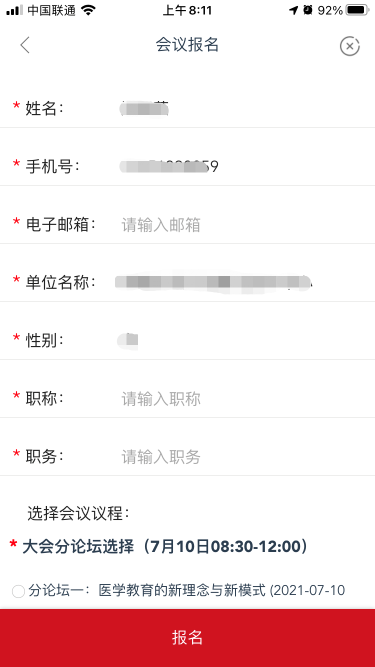 中国联通 上午8:11 92%
会议报名
* 姓名：
* 手机号： 59
* 电子邮箱： 请输入邮箱
* 单位名称：
* 性别：
* 职称： 请输入职称
* 职务： 请输入职务
选择会议议程：
* 大会分论坛选择（7月10日08:30-12:00）
分论坛一：医学教育的新理念与新模式 (2021-07-10
报名